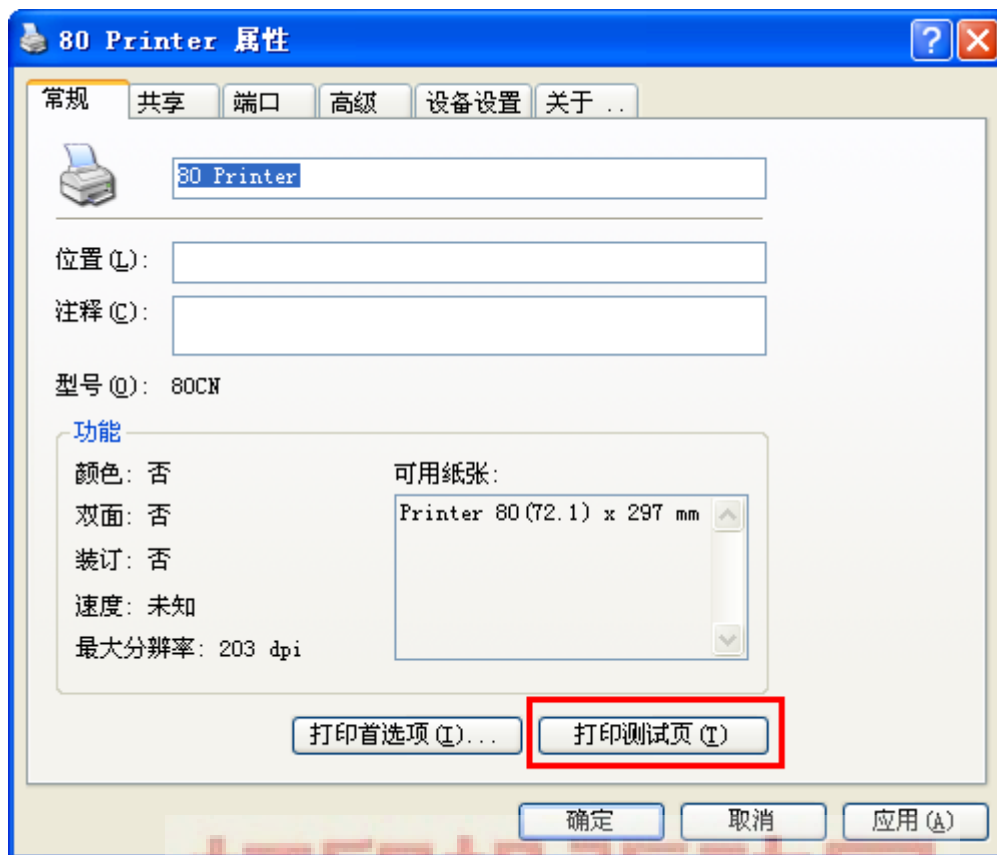 80 Printer 属性
常规 共享 端口 高级 设备设置 关于 ..
80 Printer
位置(L):
注释(C):
型号(O): 80CN
功能
颜色: 否
双面: 否
装订: 否
速度: 未知
最大分辨率: 203 dpi
可用纸张:
Printer 80(72.1) x 297 mm
打印首选项(I)... 打印测试页(T)
确定 取消 应用(A)